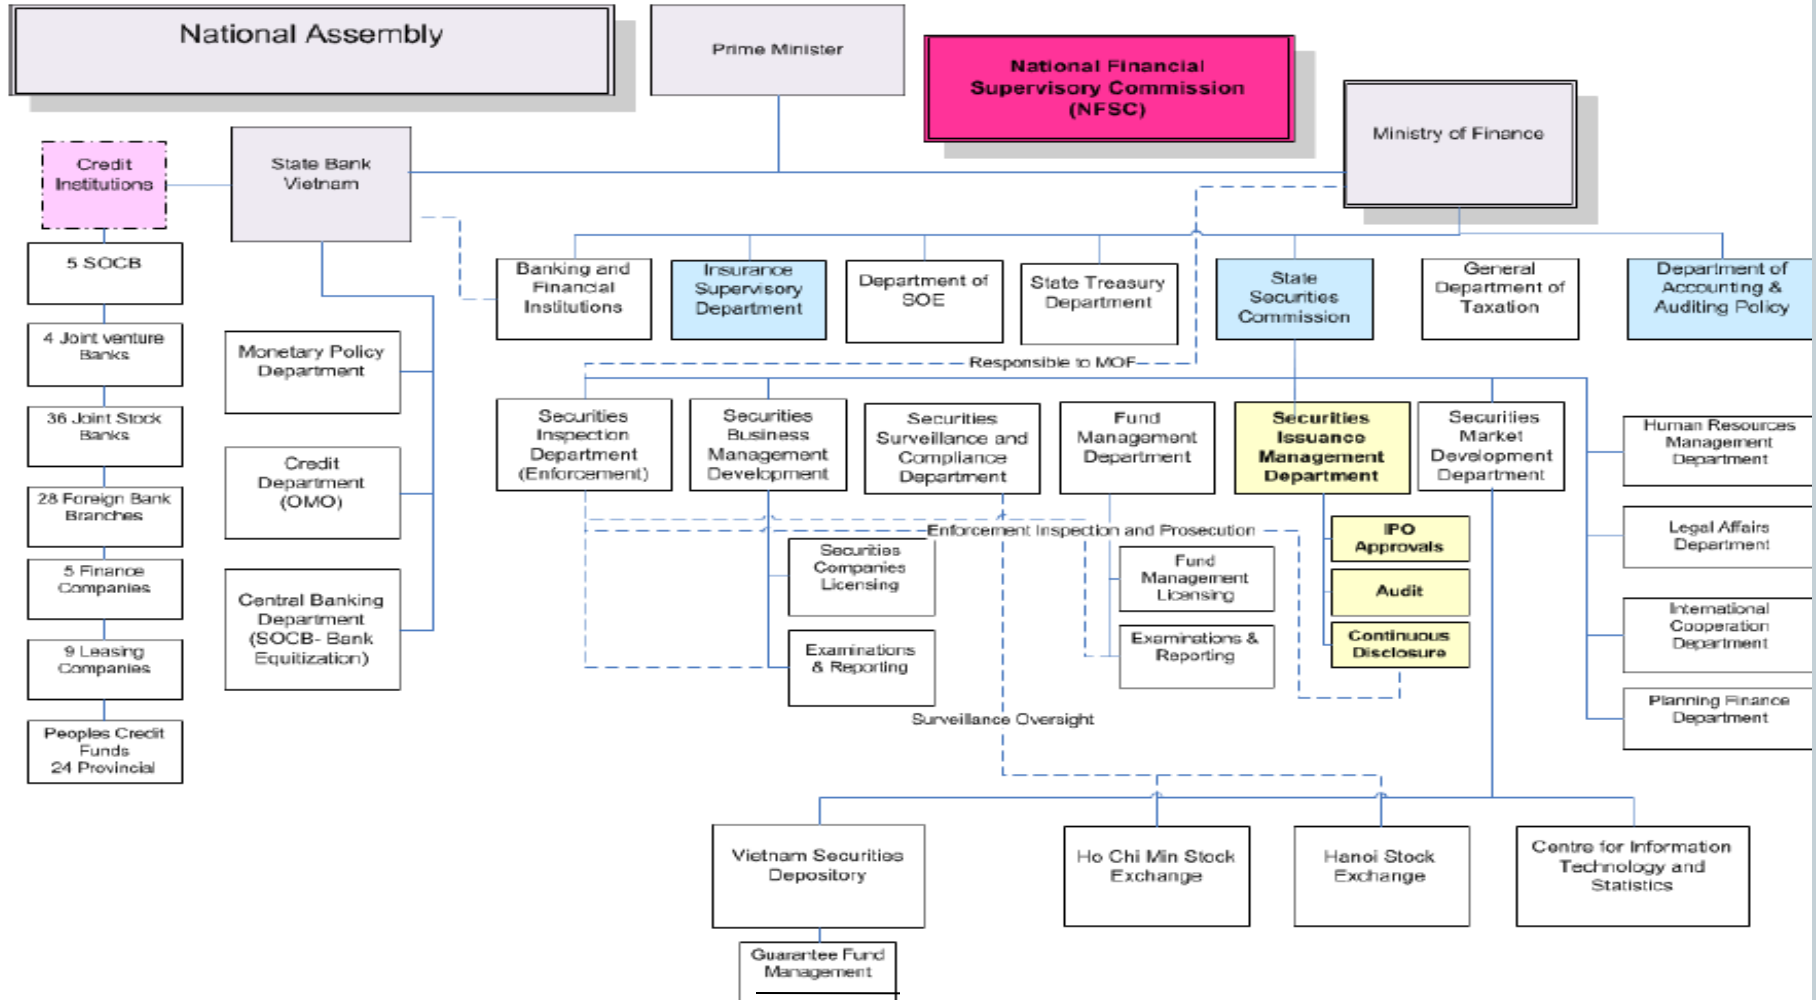 National Assembly
Prime Minister
National Financial
Supervisory Commission
(NFSC)
Ministry of Finance
Credit
Institutions
State Bank
Vietnam
5 SOCB
4 Joint venture
Banks
36 Joint Stock
Banks
28 Foreign Bank
Branches
5 Finance
Companies
9 Leasing
Companies
Peoples Credit
Funds
24 Provincial
Monetary Policy
Department
Credit
Department
(OMO)
Central Banking
Department
(SOCB- Bank
Equitization)
Banking and
Financial
Institutions
Insurance
Supervisory
Department
Department of
SOE
State Treasury
Department
State
Securities
Commission
General
Department of
Taxation
Department of
Accounting &
Auditing Policy
Responsible to MOF
Securities
Inspection
Department
(Enforcement)
Securities
Business
Management
Development
Securities
Surveillance and
Compliance
Department
Fund
Management
Department
Securities
Issuance
Management
Department
Securities
Market
Development
Department
Human Resources
Management
Department
Legal Affairs
Department
International
Cooperation
Department
Planning Finance
Department
Enforcement Inspection and Prosecution
Securities
Companies
Licensing
Examinations
& Reporting
Fund
Management
Licensing
Examinations &
Reporting
IPO
Approvals
Audit
Continuous
Disclosure
Surveillance Oversight
Vietnam Securities
Depository
Ho Chi Min Stock
Exchange
Hanoi Stock
Exchange
Centre for Information
Technology and
Statistics
Guarantee Fund
Management